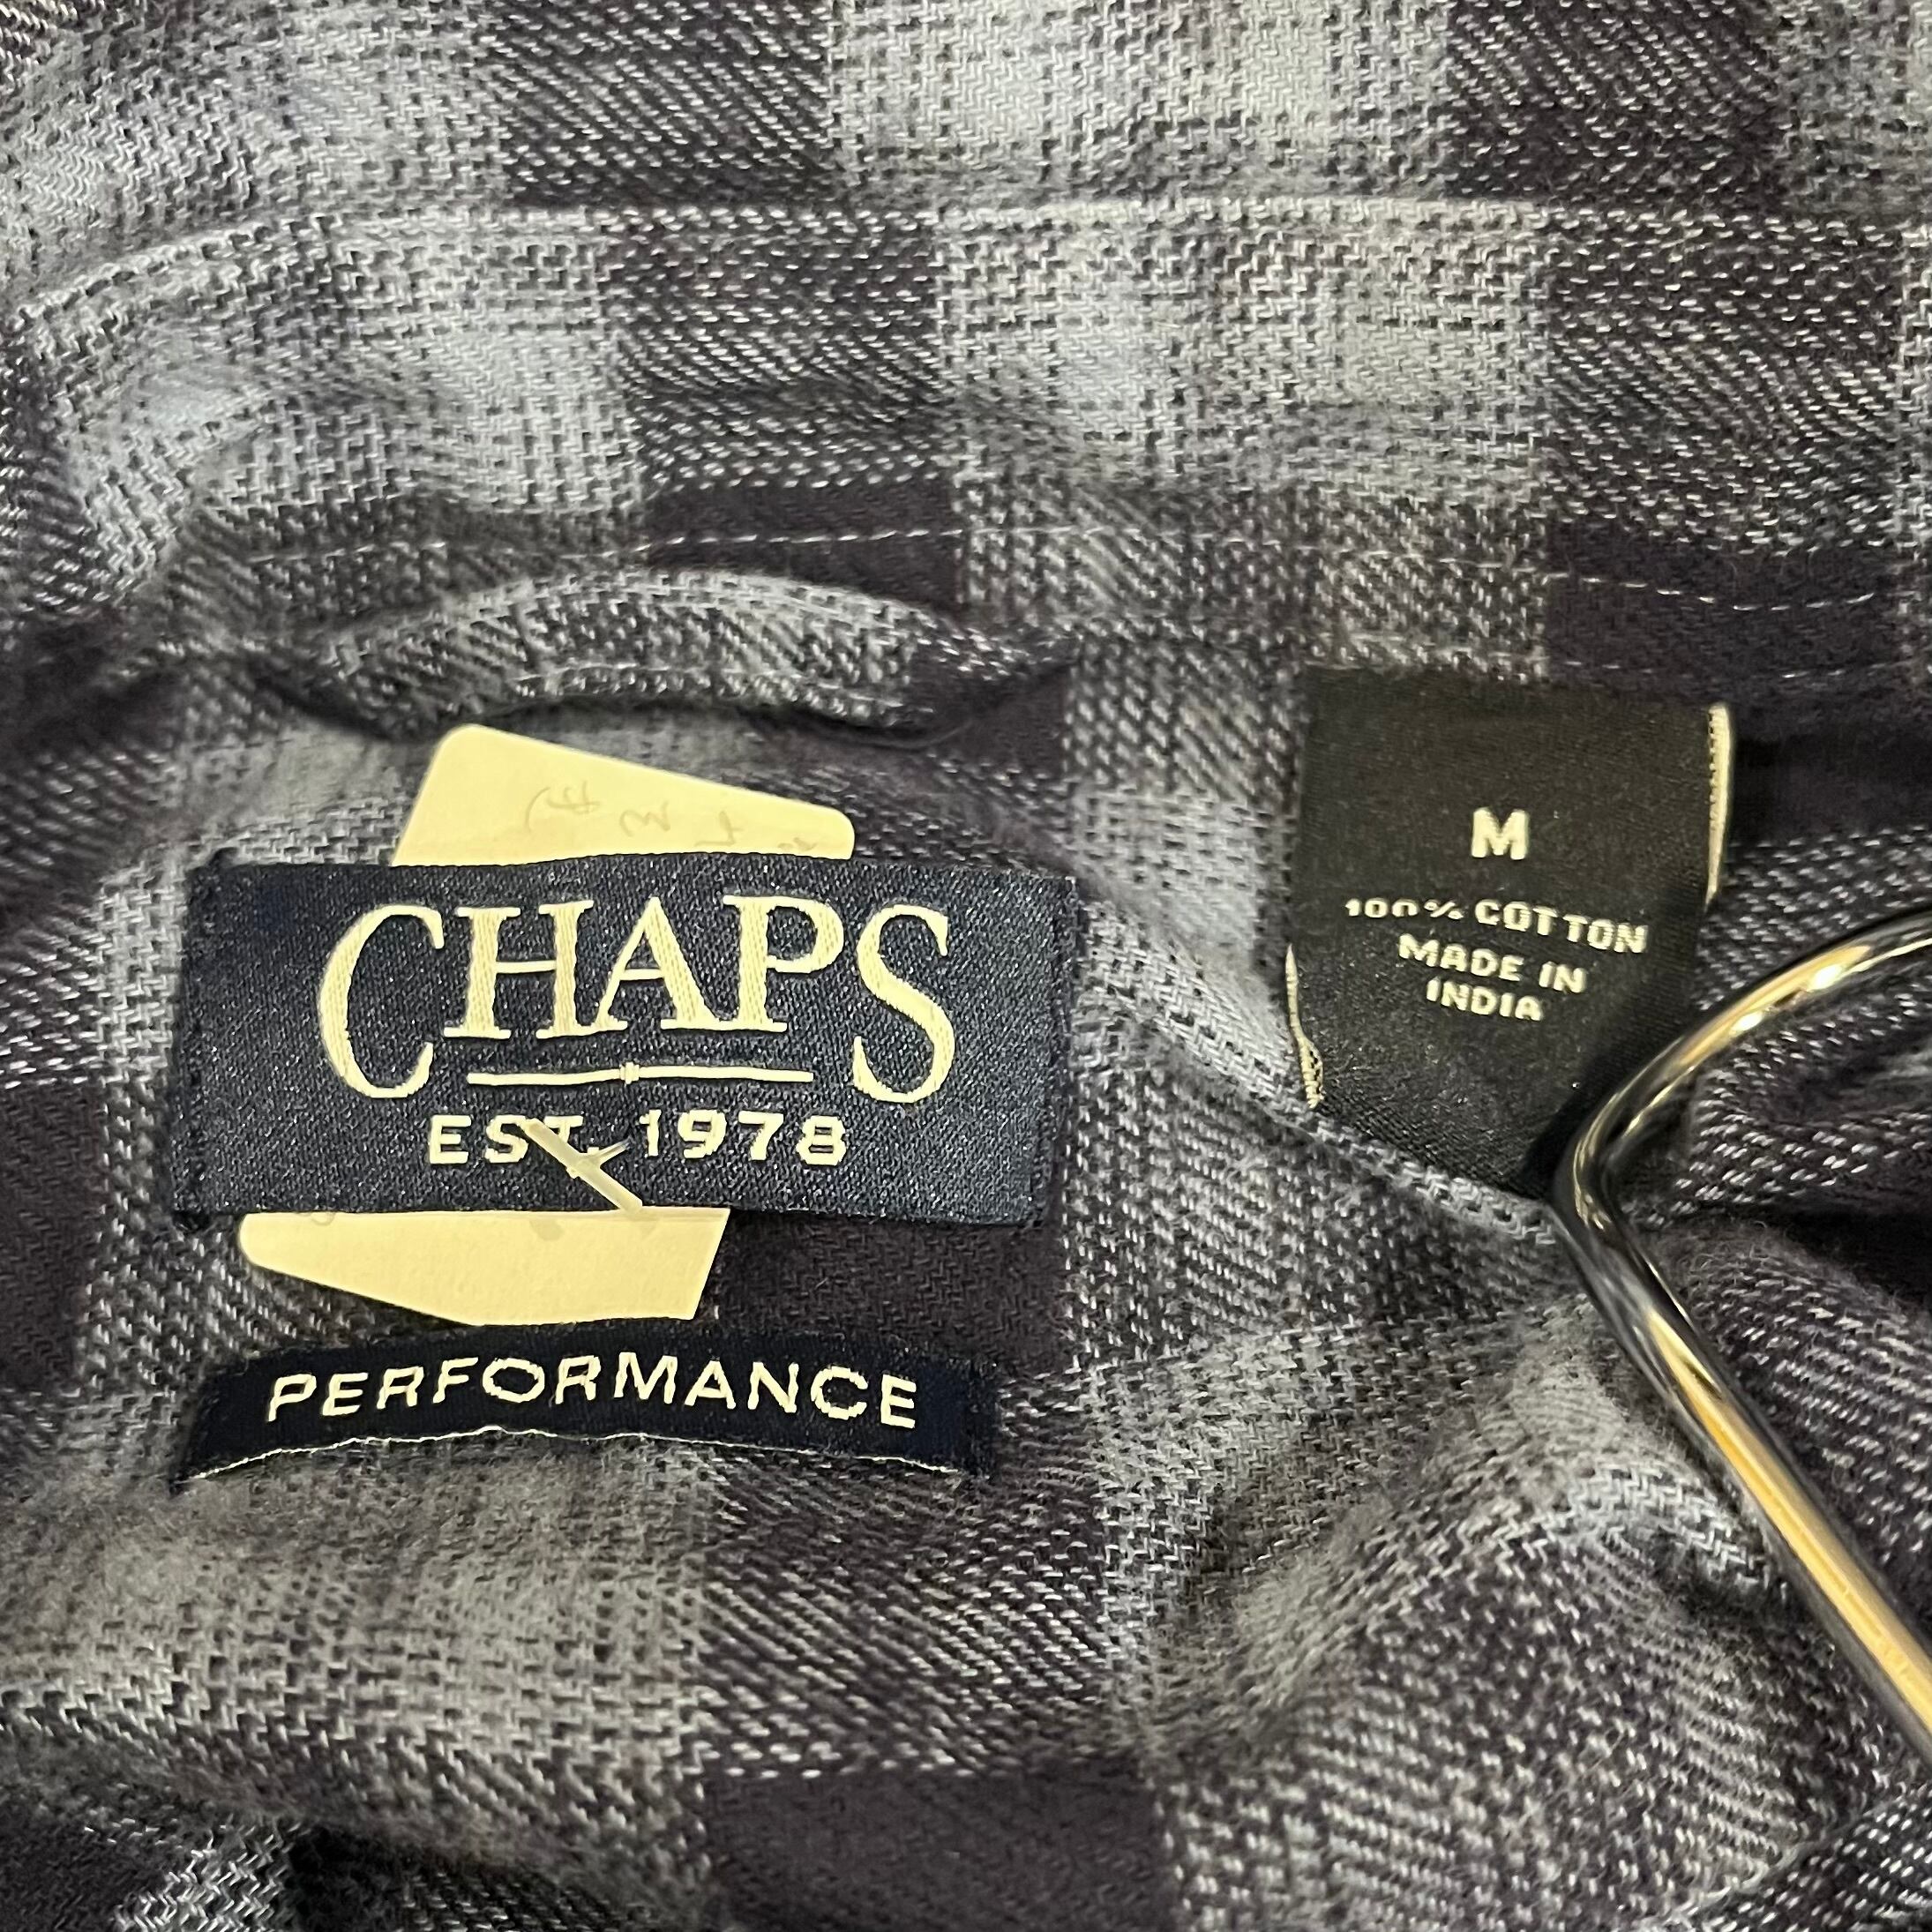 CHAPS
EST. 1978
PERFORMANCE
M
100% COTTON
MADE IN
INDIA